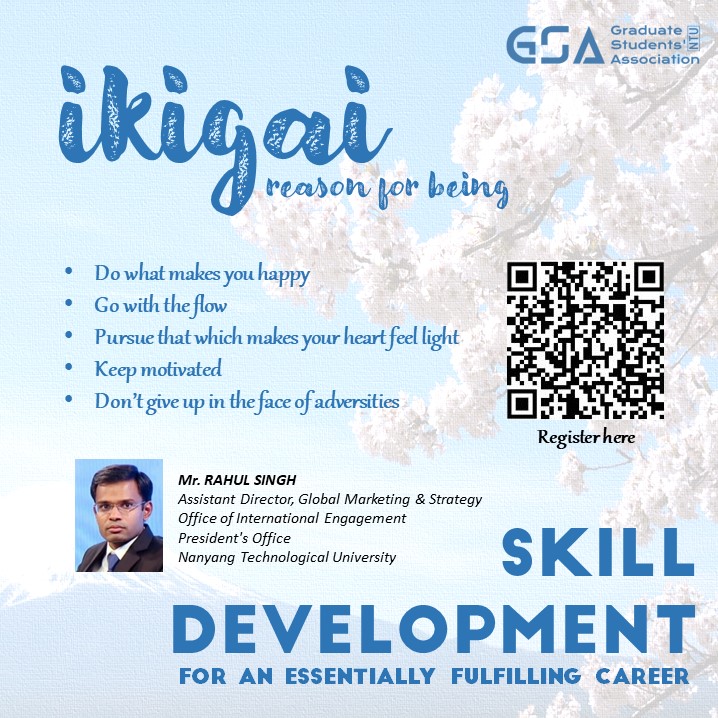 GSA
Graduate
Students'
Association
NTU
ikigai
reason for being
• Do what makes you happy
• Go with the flow
• Pursue that which makes your heart feel light
• Keep motivated
• Don't give up in the face of adversities
Register here
Mr. RAHUL SINGH
Assistant Director, Global Marketing & Strategy
Office of International Engagement
President's Office
Nanyang Technological University
SKILL
DEVELOPMENT
FOR AN ESSENTIALLY FULFILLING CAREER